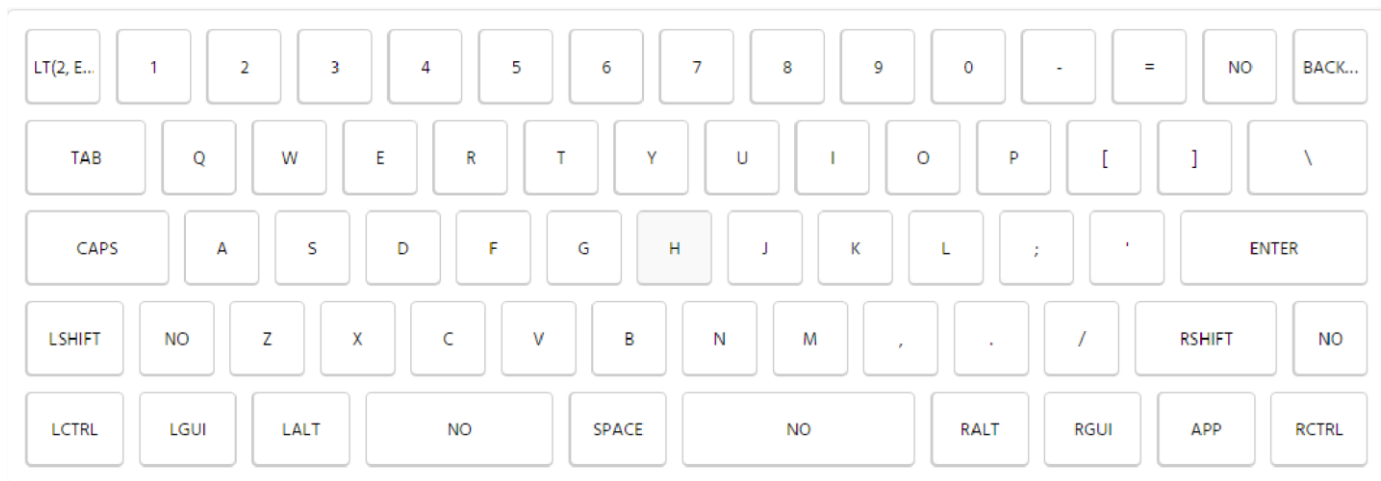 LT(2, E... 1 2 3 4 5 6 7 8 9 0 - = NO BACK...
TAB Q W E R T Y U I O P [ ] \
CAPS A S D F G H J K L ; ' ENTER
LSHIFT NO Z X C V B N M , . / RSHIFT NO
LCTRL LGUI LALT NO SPACE NO RALT RGUI APP RCTRL